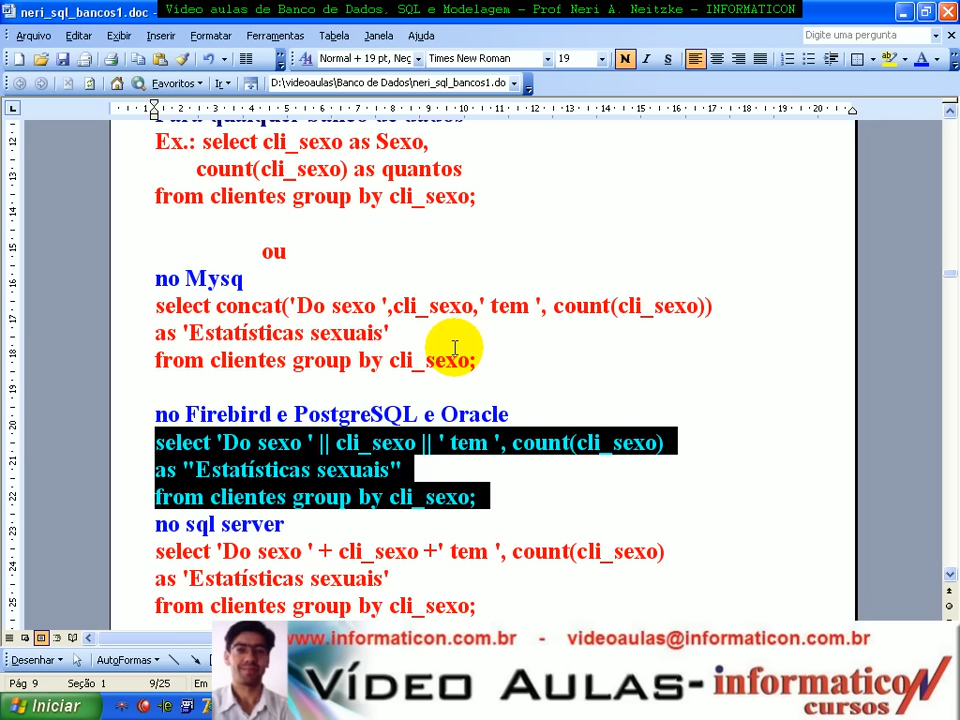 neri_sql_bancos1.doc
Vídeo aulas de Banco de Dados, SQL e Modelagem – Prof Neri A. Neitzke – INFORMATICON
Arquivo Editar Exibir Inserir Formatar Ferramentas Tabela Janela Ajuda Digite uma pergunta
Normal + 19 pt, Neg Times New Roman 19 N I S
Favoritos Ir D:\videoaulas\Banco de Dados\neri_sql_bancos1.do
Para qualquer banco de dados
Ex.: select cli_sexo as Sexo,
count(cli_sexo) as quantos
from clientes group by cli_sexo;
ou
no Mysq
select concat('Do sexo ',cli_sexo,' tem ', count(cli_sexo))
as 'Estatísticas sexuais'
from clientes group by cli_sexo;
no Firebird e PostgreSQL e Oracle
select 'Do sexo ' || cli_sexo || ' tem ', count(cli_sexo)
as "Estatísticas sexuais"
from clientes group by cli_sexo;
no sql server
select 'Do sexo ' + cli_sexo +' tem ', count(cli_sexo)
as 'Estatísticas sexuais'
from clientes group by cli_sexo;
www.informaticon.com.br - videoaulas@informaticon.com.br
Desenhar AutoFormas
Vídeo Aulas- informaticon
cursos
Pág 9 Seção 1 9/25 Em
Iniciar